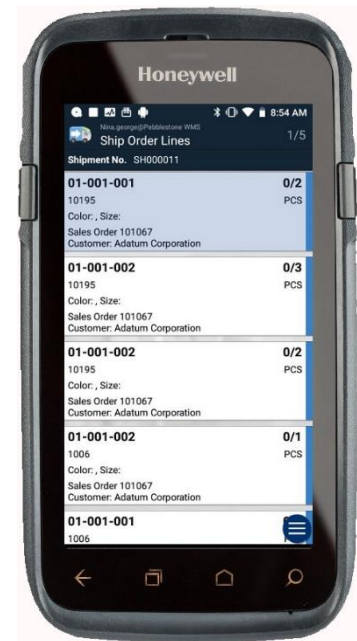 Honeywell
8:54 AM
Nina.george@Pebblestone WMS
Ship Order Lines 1/5
Shipment No. SH000011
01-001-001 0/2
10195 PCS
Color: , Size:
Sales Order 101067
Customer: Adatum Corporation
01-001-002 0/3
10195 PCS
Color: , Size:
Sales Order 101067
Customer: Adatum Corporation
01-001-002 0/2
10195 PCS
Color: , Size:
Sales Order 101067
Customer: Adatum Corporation
01-001-002 0/1
1006 PCS
Color: , Size:
Sales Order 101067
Customer: Adatum Corporation
01-001-001
1006